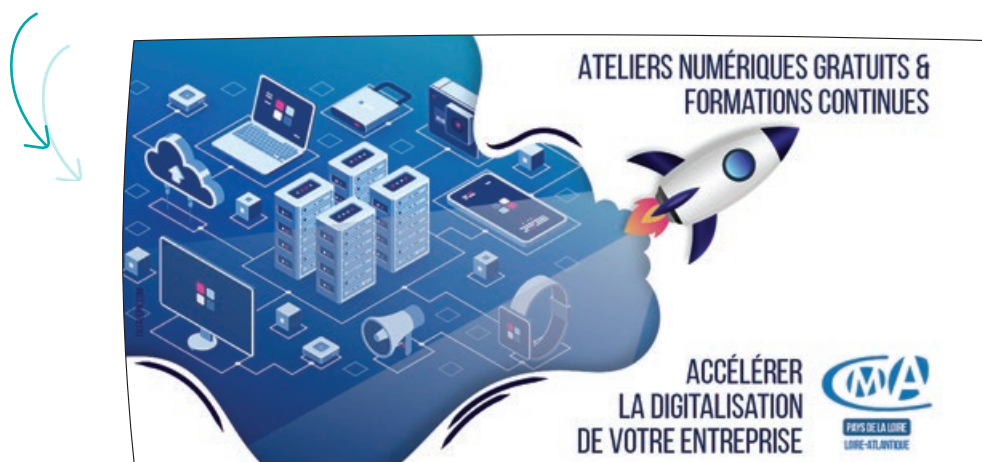 ATELIERS NUMÉRIQUES GRATUITS &
FORMATIONS CONTINUES
ACCÉLÉRER
LA DIGITALISATION
DE VOTRE ENTREPRISE
CMA
PAYS DE LA LOIRE
LOIRE-ATLANTIQUE